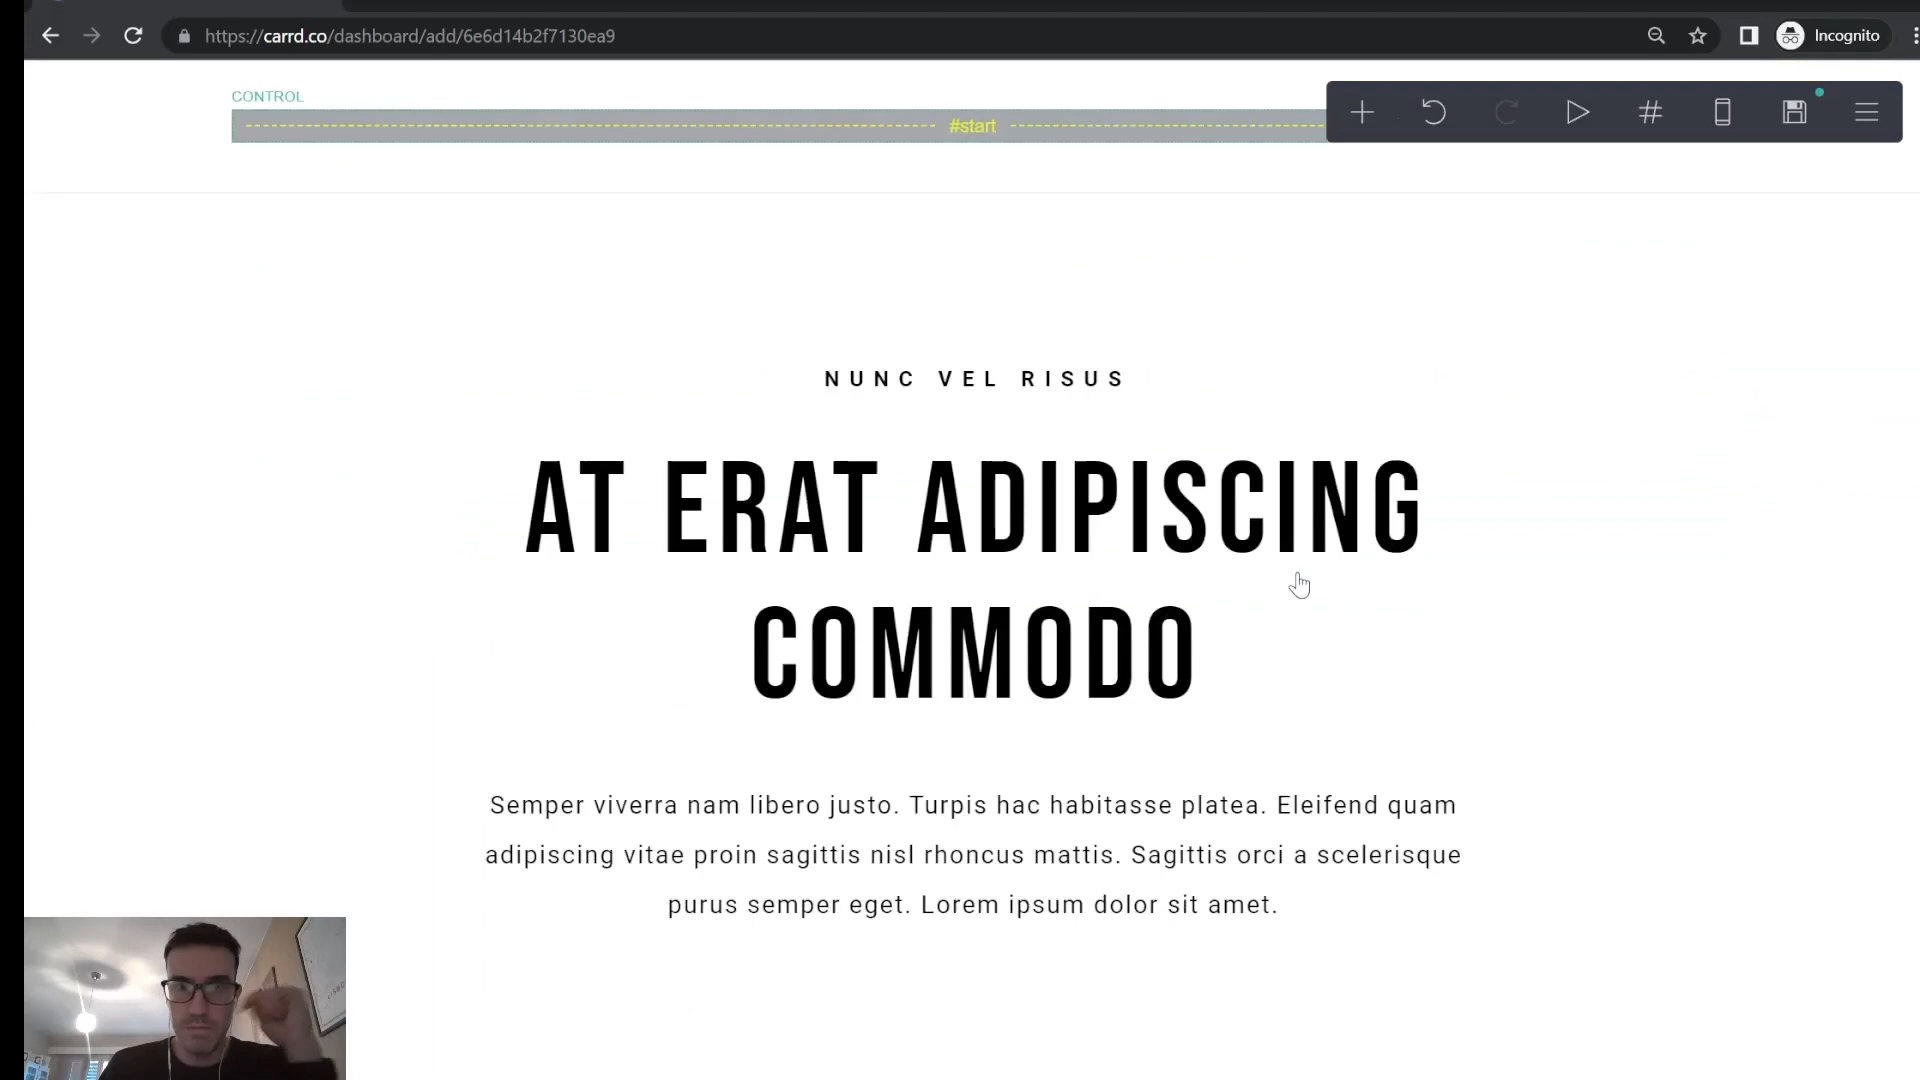 https://carrd.co/dashboard/add/6e6d14b2f7130ea9
Incognito
CONTROL
#start
NUNC VEL RISUS
AT ERAT ADIPISCING
COMMODO
Semper viverra nam libero justo. Turpis hac habitasse platea. Eleifend quam
adipiscing vitae proin sagittis nisl rhoncus mattis. Sagittis orci a scelerisque
purus semper eget. Lorem ipsum dolor sit amet.